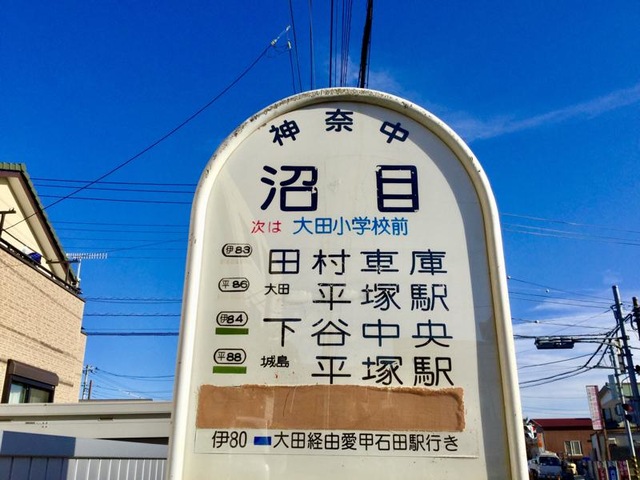 神奈中
沼目
次は 大田小学校前
伊83 田村車庫
平86 大田 平塚駅
伊84 下谷中央
平88 城島 平塚駅
伊80 大田経由愛甲石田駅行き